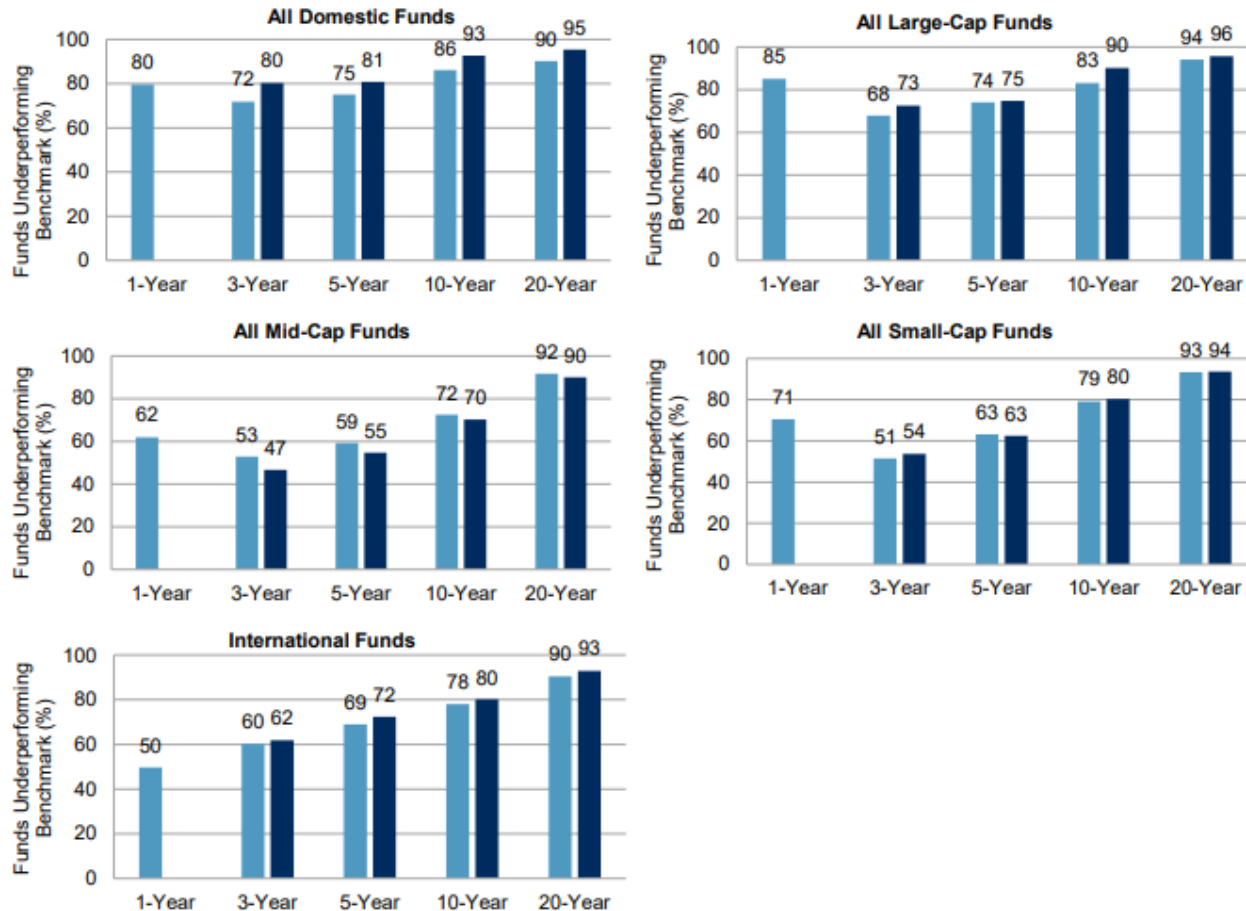 All Domestic Funds
Funds Underperforming
Benchmark (%)
100
80
60
40
20
0
80
72
80
75
81
86
93
90
95
1-Year
3-Year
5-Year
10-Year
20-Year
All Large-Cap Funds
Funds Underperforming
Benchmark (%)
100
80
60
40
20
0
85
68
73
74
75
83
90
94
96
1-Year
3-Year
5-Year
10-Year
20-Year
All Mid-Cap Funds
Funds Underperforming
Benchmark (%)
100
80
60
40
20
0
62
53
47
59
55
72
70
92
90
1-Year
3-Year
5-Year
10-Year
20-Year
All Small-Cap Funds
Funds Underperforming
Benchmark (%)
100
80
60
40
20
0
71
51
54
63
63
79
80
93
94
1-Year
3-Year
5-Year
10-Year
20-Year
International Funds
Funds Underperforming
Benchmark (%)
100
80
60
40
20
0
50
60
62
69
72
78
80
90
93
1-Year
3-Year
5-Year
10-Year
20-Year